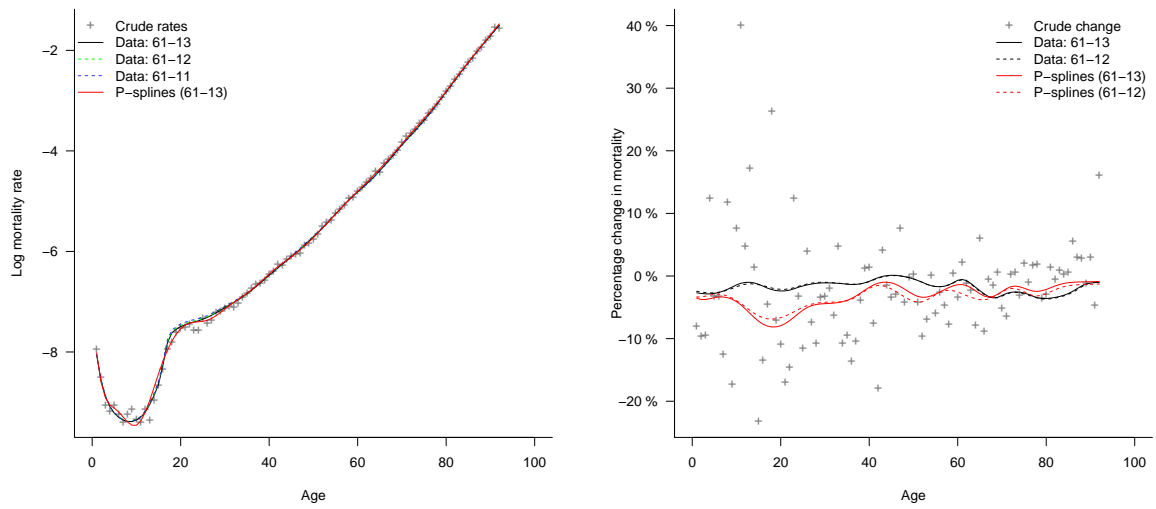 Crude rates
Data: 61−13
Data: 61−12
Data: 61−11
P−splines (61−13)
−2
−4
−6
−8
Log mortality rate
0 20 40 60 80 100
Age
Crude change
Data: 61−13
Data: 61−12
P−splines (61−13)
P−splines (61−12)
40 %
30 %
20 %
10 %
0 %
−10 %
−20 %
Percentage change in mortality
0 20 40 60 80 100
Age